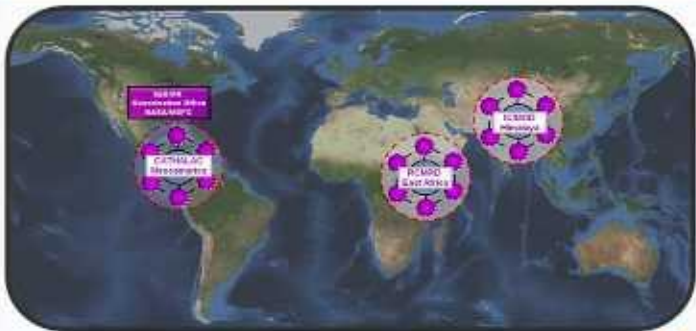 SERVIR
Coordination Office
NASA/MSFC
CATHALAC
Mesoamerica
RCMRD
East Africa
ICIMOD
Himalaya